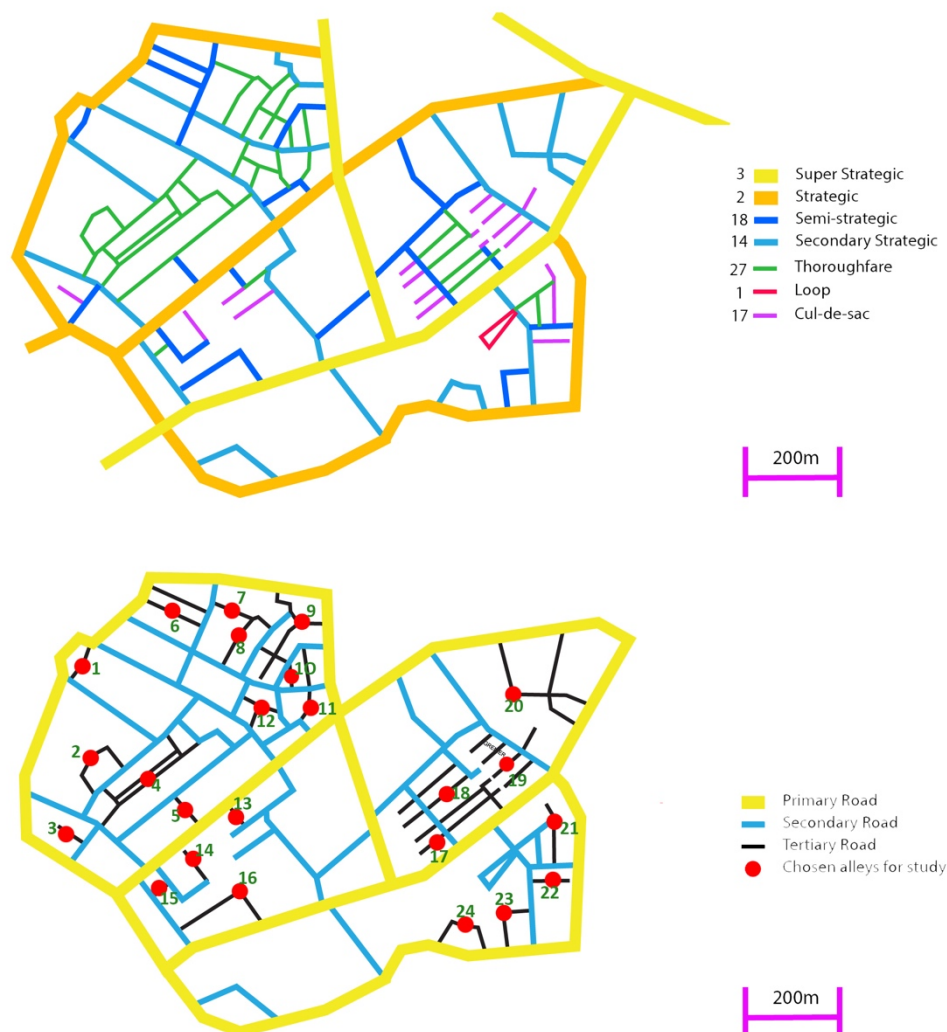 3 Super Strategic
2 Strategic
18 Semi-strategic
14 Secondary Strategic
27 Thoroughfare
1 Loop
17 Cul-de-sac
200m
7
9
6
8
1
10
12
11
20
2
4
19
18
5
13
21
3
17
14
15
16
22
23
24
Primary Road
Secondary Road
Tertiary Road
Chosen alleys for study
200m